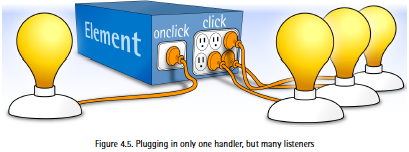 Element
onclick
click
Figure 4.5. Plugging in only one handler, but many listeners